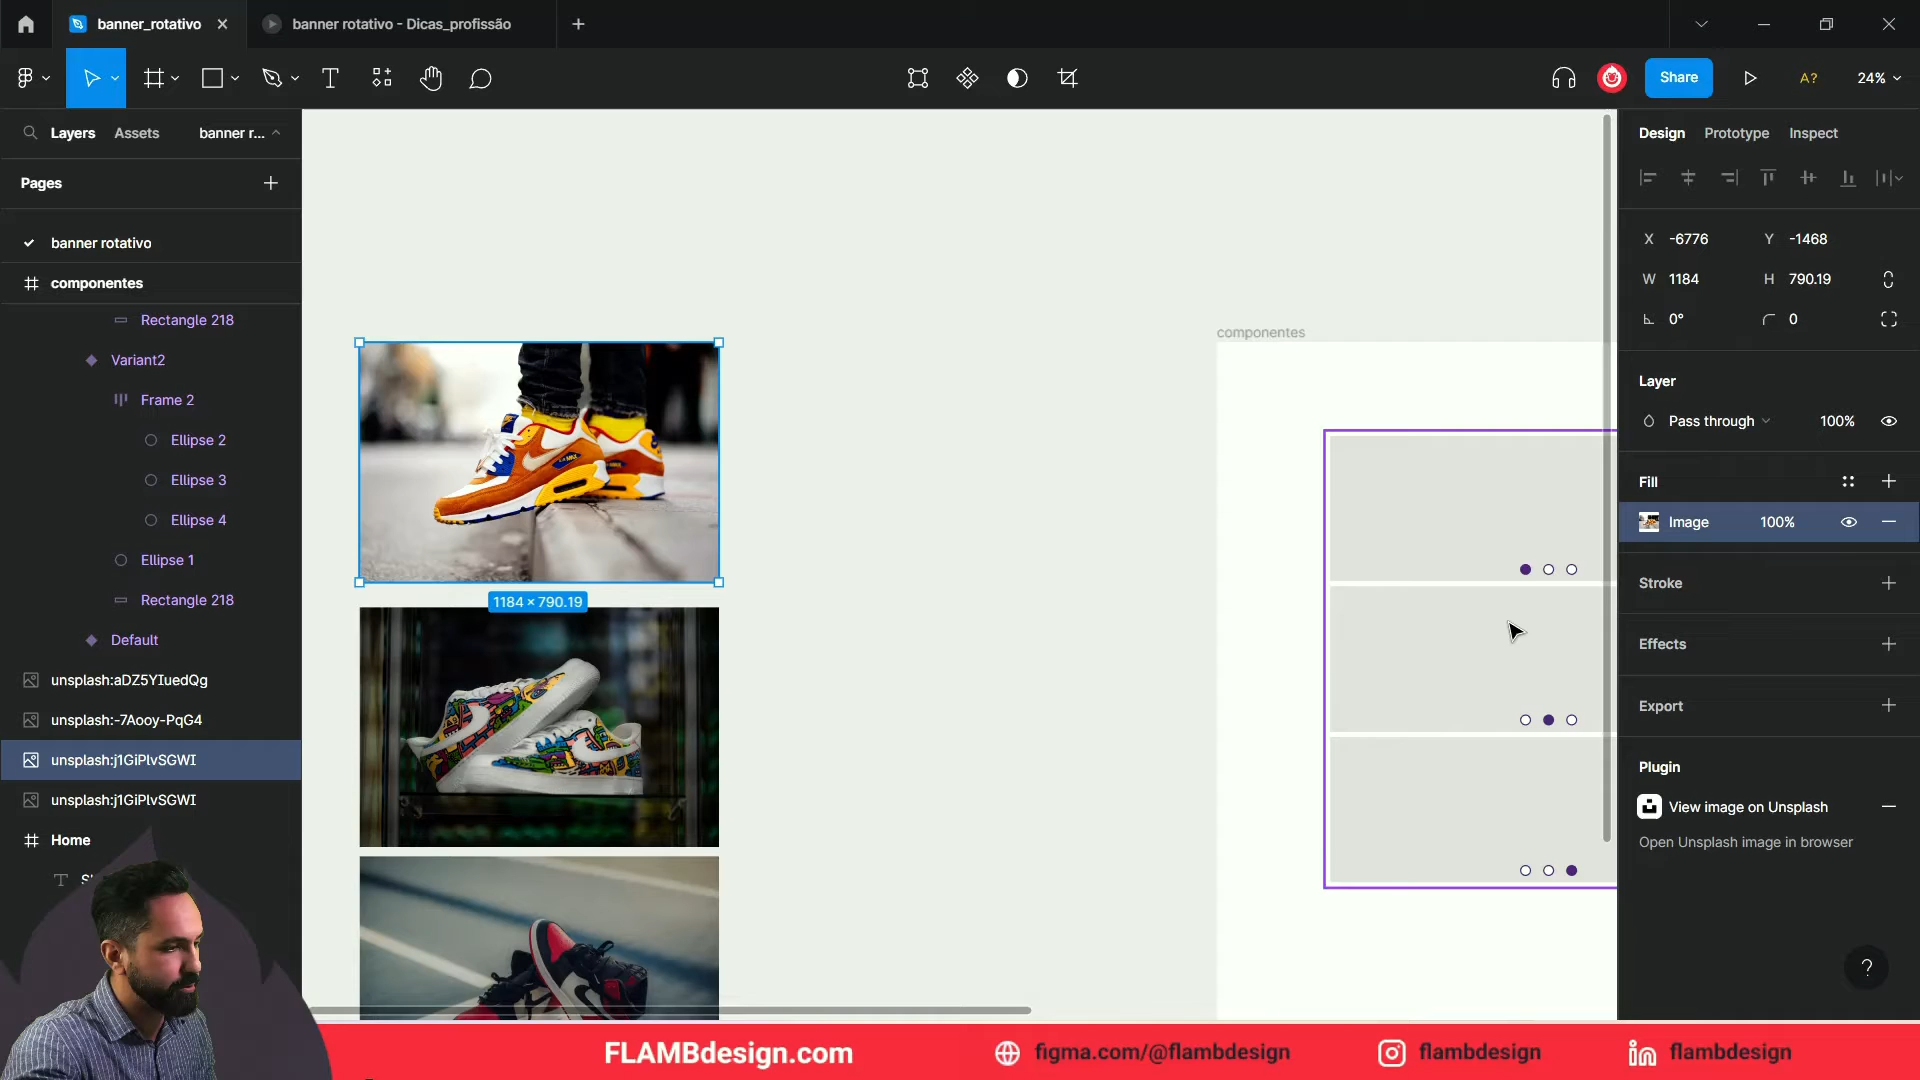 banner_rotativo
banner rotativo - Dicas_profissão
Share
A?
24%
Layers
Assets
banner r...
Design
Prototype
Inspect
Pages
banner rotativo
componentes
Rectangle 218
Variant2
Frame 2
Ellipse 2
Ellipse 3
Ellipse 4
Ellipse 1
Rectangle 218
Default
unsplash:aDZ5YIuedQg
unsplash:-7Aooy-PqG4
unsplash:j1GiPlvSGWI
unsplash:j1GiPlvSGWI
Home
componentes
1184 × 790.19
X -6776 Y -1468
W 1184 H 790.19
0° 0
Layer
Pass through 100%
Fill
Image 100%
Stroke
Effects
Export
Plugin
View image on Unsplash
Open Unsplash image in browser
?
FLAMBdesign.com
figma.com/@flambdesign
flambdesign
flambdesign